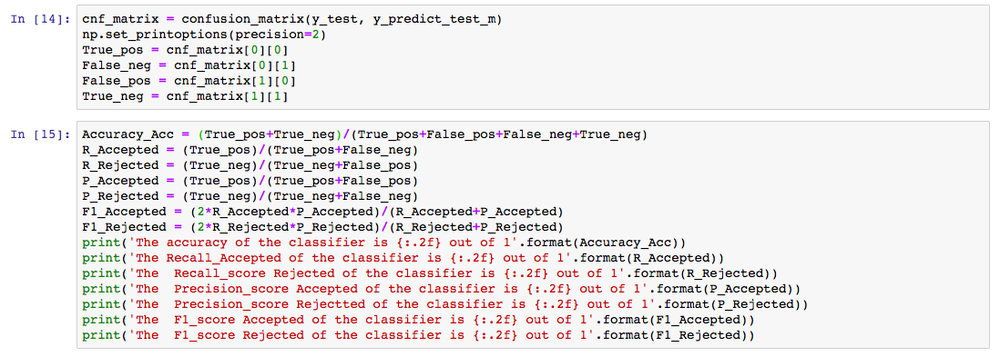 In [14]: cnf_matrix = confusion_matrix(y_test, y_predict_test_m)
np.set_printoptions(precision=2)
True_pos = cnf_matrix[0][0]
False_neg = cnf_matrix[0][1]
False_pos = cnf_matrix[1][0]
True_neg = cnf_matrix[1][1]
In [15]: Accuracy_Acc = (True_pos+True_neg)/(True_pos+False_pos+False_neg+True_neg)
R_Accepted = (True_pos)/(True_pos+False_neg)
R_Rejected = (True_neg)/(True_neg+False_pos)
P_Accepted = (True_pos)/(True_pos+False_pos)
P_Rejected = (True_neg)/(True_neg+False_neg)
F1_Accepted = (2*R_Accepted*P_Accepted)/(R_Accepted+P_Accepted)
F1_Rejected = (2*R_Rejected*P_Rejected)/(R_Rejected+P_Rejected)
print('The accuracy of the classifier is {:.2f} out of 1'.format(Accuracy_Acc))
print('The Recall_Accepted of the classifier is {:.2f} out of 1'.format(R_Accepted))
print('The  Recall_score Rejected of the classifier is {:.2f} out of 1'.format(R_Rejected))
print('The  Precision_score Accepted of the classifier is {:.2f} out of 1'.format(P_Accepted))
print('The  Precision_score Rejectted of the classifier is {:.2f} out of 1'.format(P_Rejected))
print('The  F1_score Accepted of the classifier is {:.2f} out of 1'.format(F1_Accepted))
print('The  F1_score Rejected of the classifier is {:.2f} out of 1'.format(F1_Rejected))